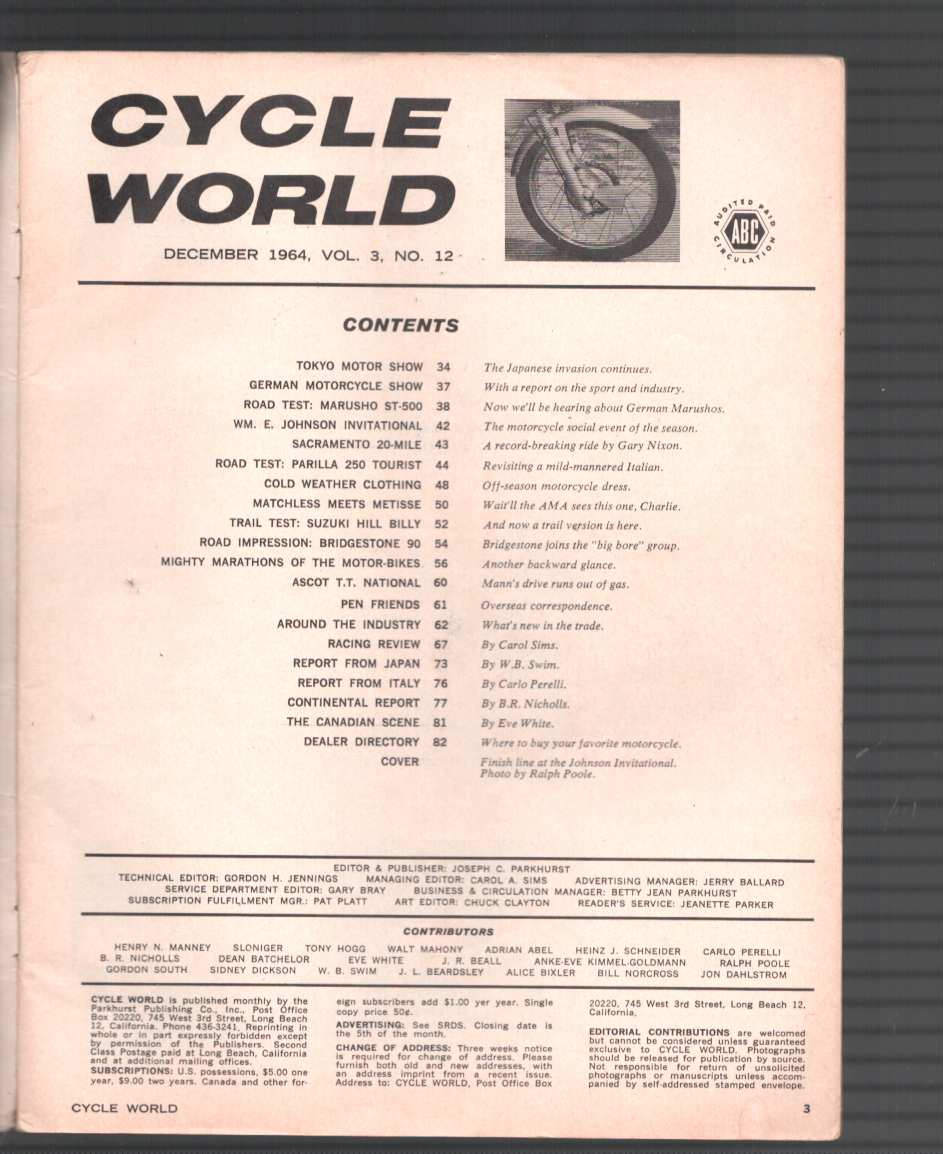 CYCLE
WORLD
DECEMBER 1964, VOL. 3, NO. 12
AUDITED PAID
ABC
CIRCULATION
CONTENTS
TOKYO MOTOR SHOW 34 The Japanese invasion continues.
GERMAN MOTORCYCLE SHOW 37 With a report on the sport and industry.
ROAD TEST: MARUSHO ST-500 38 Now we'll be hearing about German Marushos.
WM. E. JOHNSON INVITATIONAL 42 The motorcycle social event of the season.
SACRAMENTO 20-MILE 43 A record-breaking ride by Gary Nixon.
ROAD TEST: PARILLA 250 TOURIST 44 Revisiting a mild-mannered Italian.
COLD WEATHER CLOTHING 48 Off-season motorcycle dress.
MATCHLESS MEETS METISSE 50 Wait'll the AMA sees this one, Charlie.
TRAIL TEST: SUZUKI HILL BILLY 52 And now a trail version is here.
ROAD IMPRESSION: BRIDGESTONE 90 54 Bridgestone joins the "big bore" group.
MIGHTY MARATHONS OF THE MOTOR-BIKES 56 Another backward glance.
ASCOT T.T. NATIONAL 60 Mann's drive runs out of gas.
PEN FRIENDS 61 Overseas correspondence.
AROUND THE INDUSTRY 62 What's new in the trade.
RACING REVIEW 67 By Carol Sims.
REPORT FROM JAPAN 73 By W.B. Swim.
REPORT FROM ITALY 76 By Carlo Perelli.
CONTINENTAL REPORT 77 By B.R. Nicholls.
THE CANADIAN SCENE 81 By Eve White.
DEALER DIRECTORY 82 Where to buy your favorite motorcycle.
COVER Finish line at the Johnson Invitational.
Photo by Ralph Poole.
EDITOR & PUBLISHER: JOSEPH C. PARKHURST
TECHNICAL EDITOR: GORDON H. JENNINGS MANAGING EDITOR: CAROL A. SIMS ADVERTISING MANAGER: JERRY BALLARD
SERVICE DEPARTMENT EDITOR: GARY BRAY BUSINESS & CIRCULATION MANAGER: BETTY JEAN PARKHURST
SUBSCRIPTION FULFILLMENT MGR.: PAT PLATT ART EDITOR: CHUCK CLAYTON READER'S SERVICE: JEANETTE PARKER
CONTRIBUTORS
HENRY N. MANNEY SLONIGER TONY HOGG WALT MAHONY ADRIAN ABEL HEINZ J. SCHNEIDER CARLO PERELLI
B. R. NICHOLLS DEAN BATCHELOR EVE WHITE J. R. BEALL ANKE-EVE KIMMEL-GOLDMANN RALPH POOLE
GORDON SOUTH SIDNEY DICKSON W. B. SWIM J. L. BEARDSLEY ALICE BIXLER BILL NORCROSS JON DAHLSTROM
CYCLE WORLD is published monthly by the
Parkhurst Publishing Co., Inc., Post Office
Box 20220, 745 West 3rd Street, Long Beach
12, California. Phone 436-3241. Reprinting in
whole or in part expressly forbidden except
by permission of the Publishers. Second
Class Postage paid at Long Beach, California
and at additional mailing offices.
SUBSCRIPTIONS: U.S. possessions, $5.00 one
year, $9.00 two years. Canada and other for-
eign subscribers add $1.00 yer year. Single
copy price 50¢.
ADVERTISING: See SRDS. Closing date is
the 5th of the month.
CHANGE OF ADDRESS: Three weeks notice
is required for change of address. Please
furnish both old and new addresses, with
an address imprint from a recent issue.
Address to: CYCLE WORLD, Post Office Box
20220, 745 West 3rd Street, Long Beach 12,
California.
EDITORIAL CONTRIBUTIONS are welcomed
but cannot be considered unless guaranteed
exclusive to CYCLE WORLD. Photographs
should be released for publication by source.
Not responsible for return of unsolicited
photographs or manuscripts unless accom-
panied by self-addressed stamped envelope.
CYCLE WORLD 3